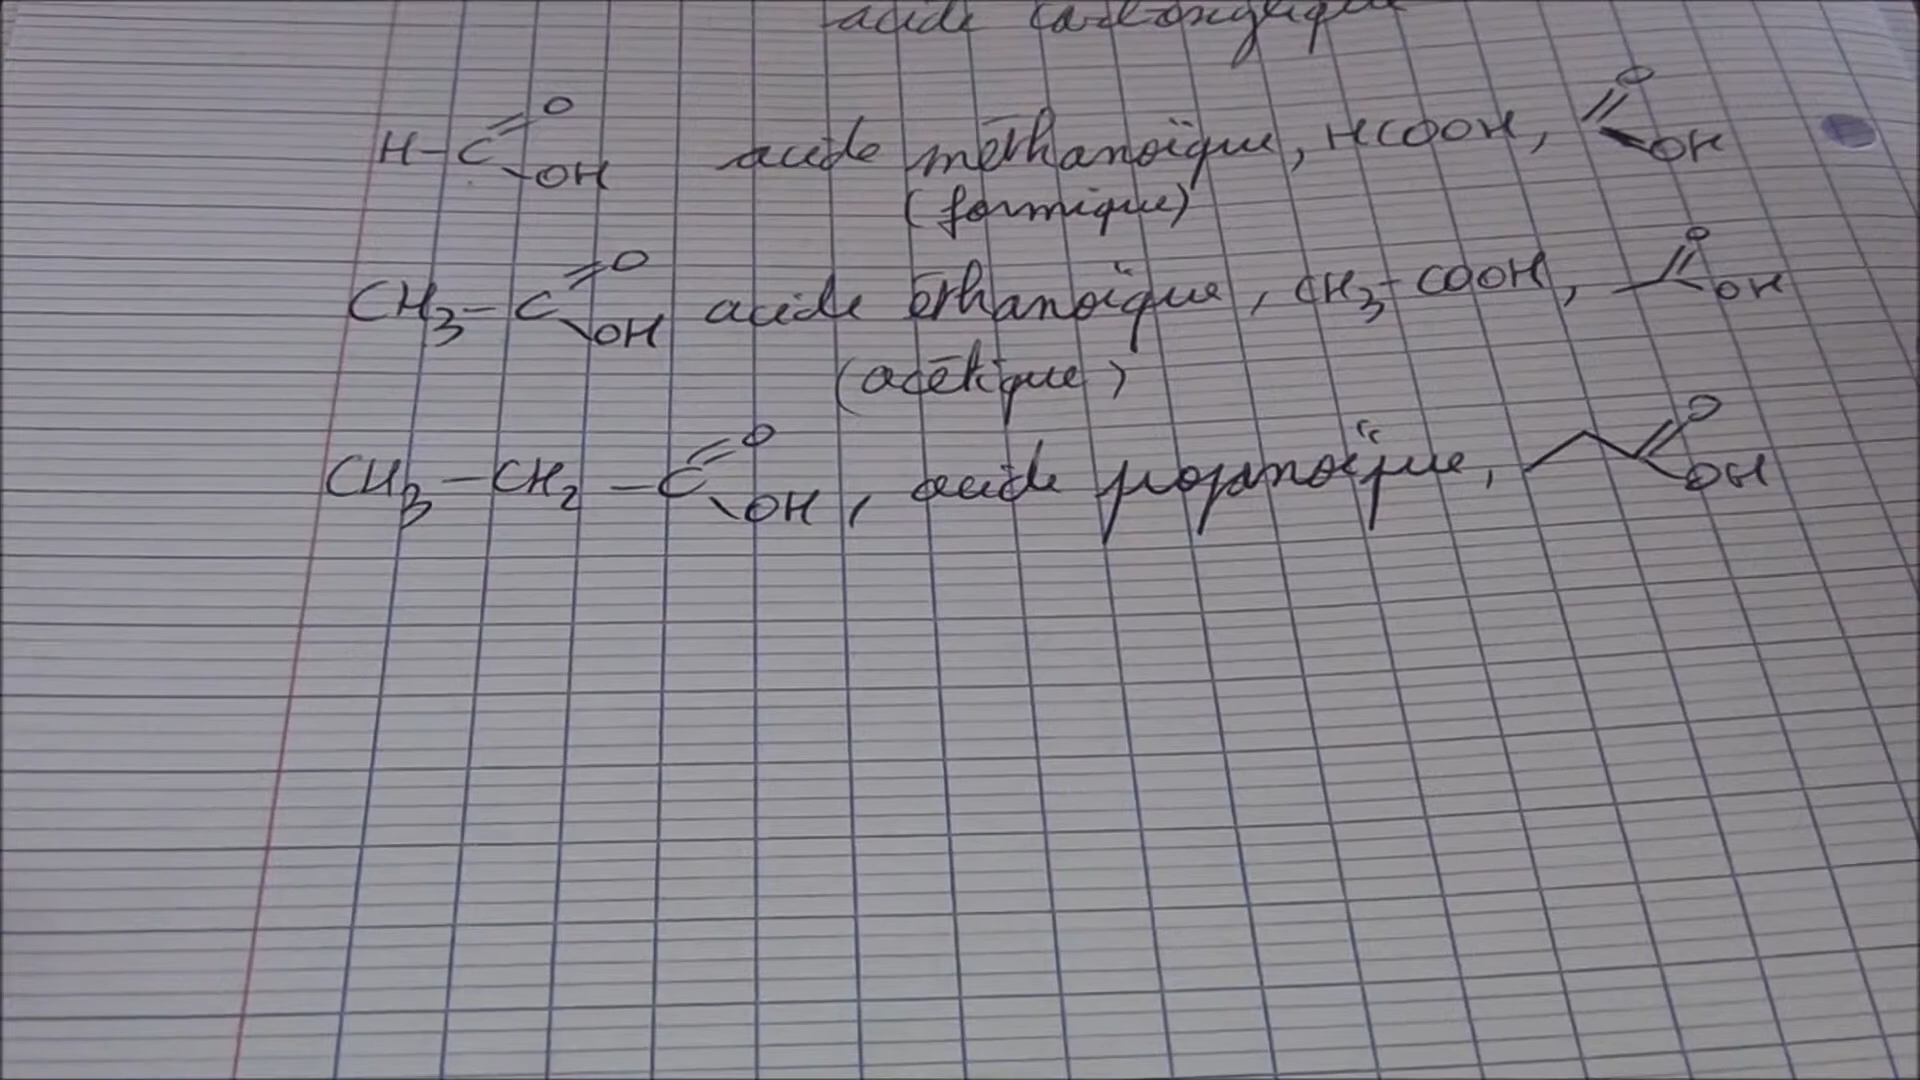 acide carboxylique
H-C=O OH acide méthanoïque, HCOOH, =O OH
(formique)
CH3-C=O OH acide éthanoïque, CH3-COOH, =O OH
(acétique)
CH3-CH2-C=O OH, acide propanoïque, =O OH